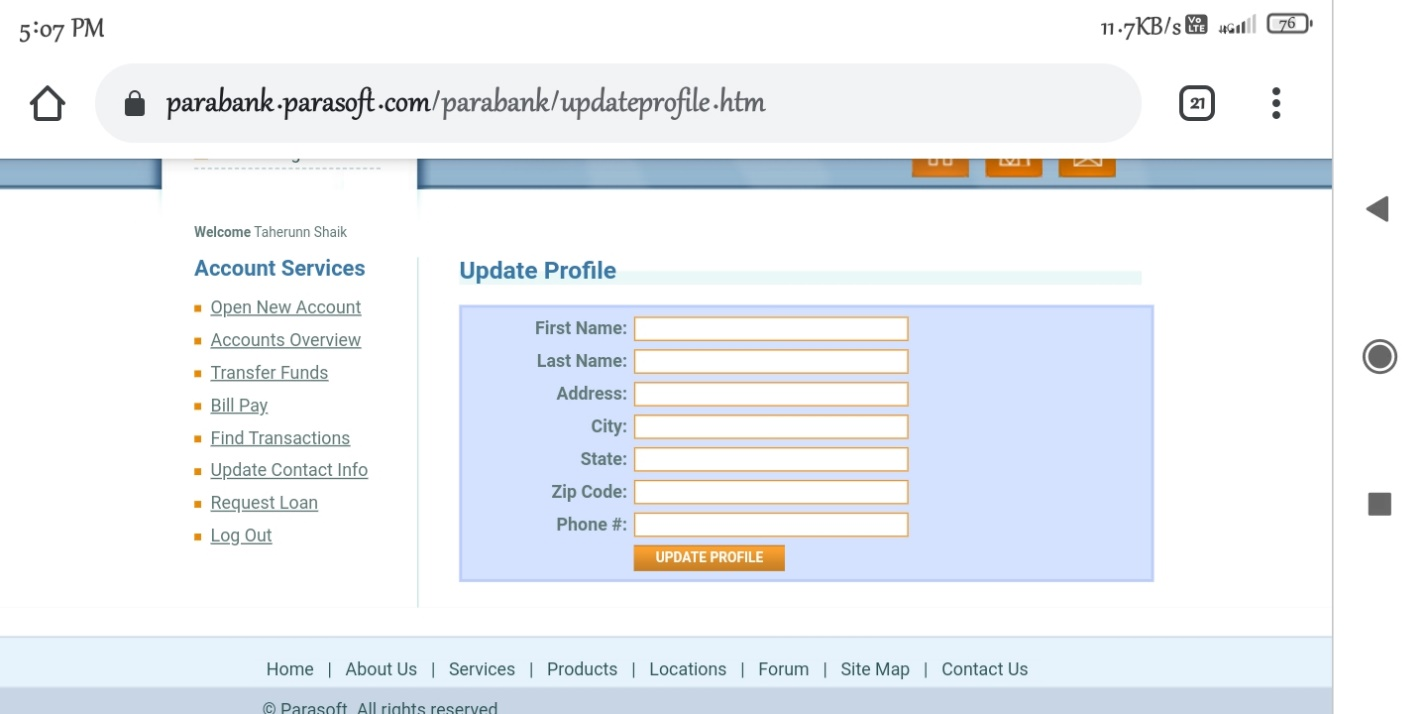 5:07 PM
11.7KB/s Vo LTE 4G 76
parabank.parasoft.com/parabank/updateprofile.htm
21
Welcome Taherunn Shaik
Account Services
Open New Account
Accounts Overview
Transfer Funds
Bill Pay
Find Transactions
Update Contact Info
Request Loan
Log Out
Update Profile
First Name:
Last Name:
Address:
City:
State:
Zip Code:
Phone #:
UPDATE PROFILE
Home | About Us | Services | Products | Locations | Forum | Site Map | Contact Us
© Parasoft. All rights reserved.